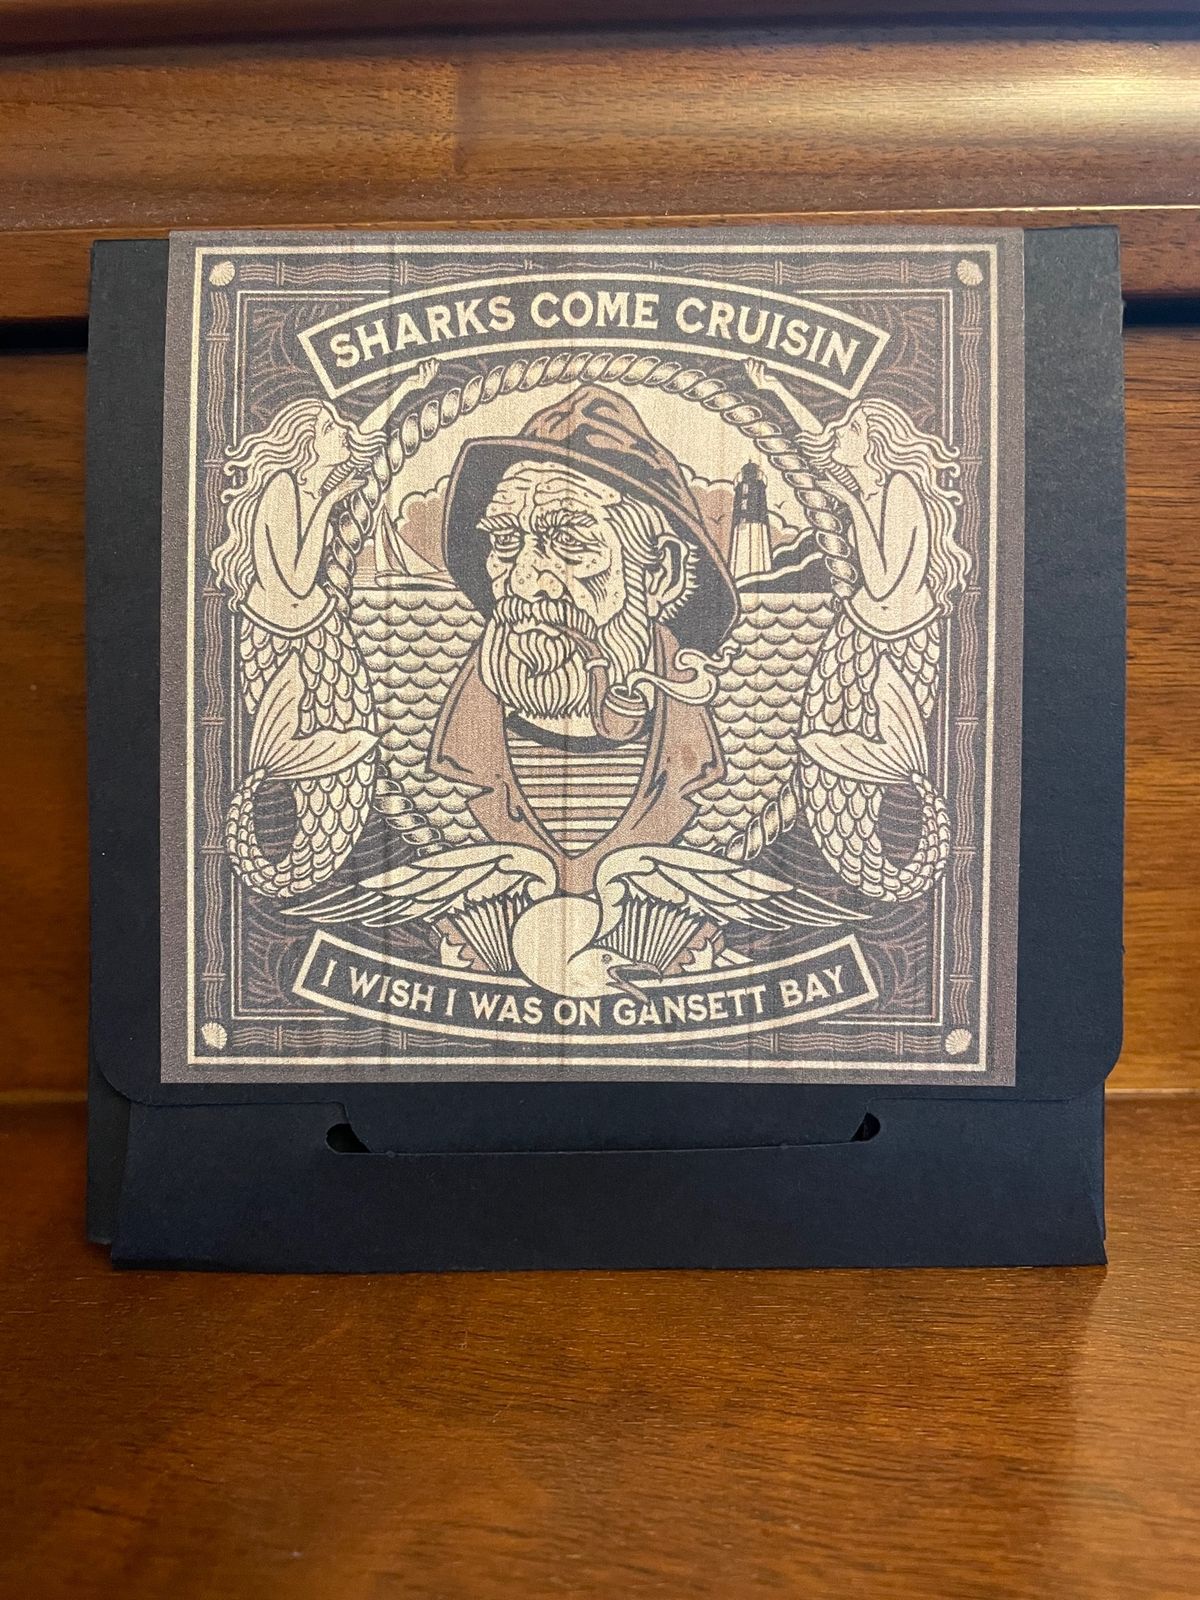 SHARKS COME CRUISIN
I WISH I WAS ON GANSETT BAY